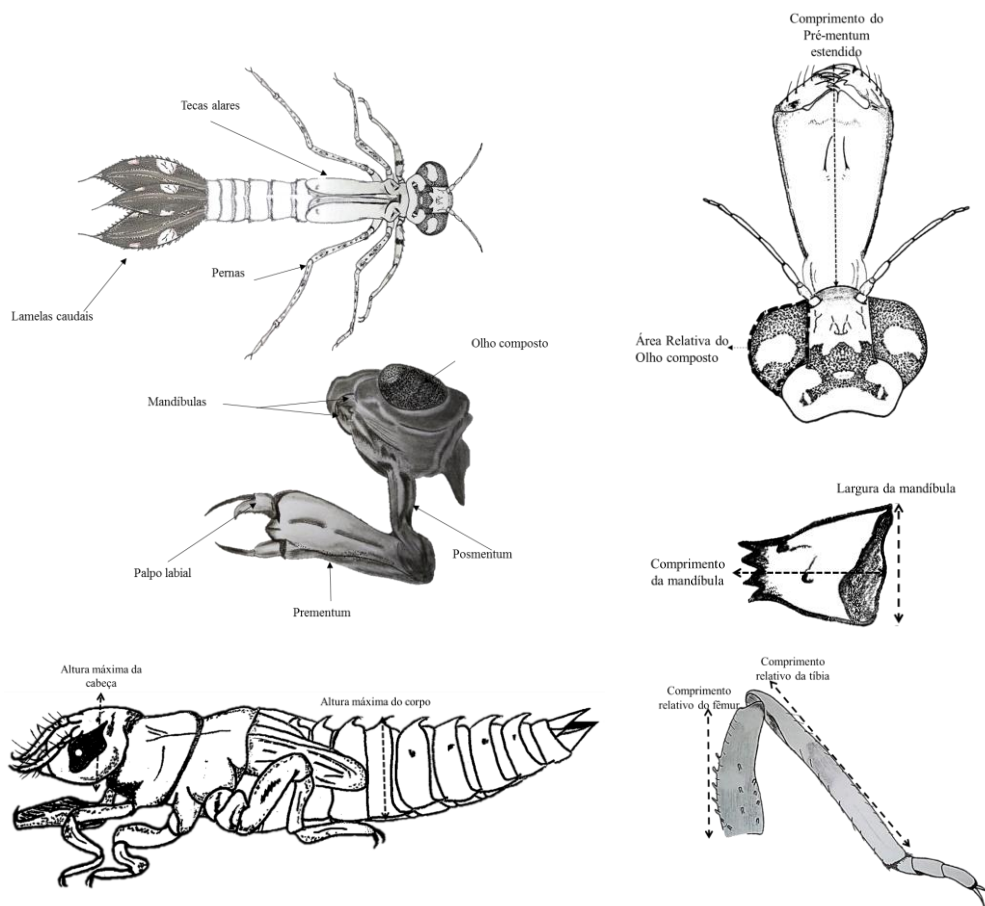 Tecas alares
Pernas
Lamelas caudais
Olho composto
Mandíbulas
Palpo labial
Posmentum
Prementum
Comprimento do
Pré-mentum
estendido
Área Relativa do
Olho composto
Largura da mandíbula
Comprimento
da mandíbula
Altura máxima da
cabeça
Altura máxima do corpo
Comprimento
relativo da tíbia
Comprimento
relativo do fêmur